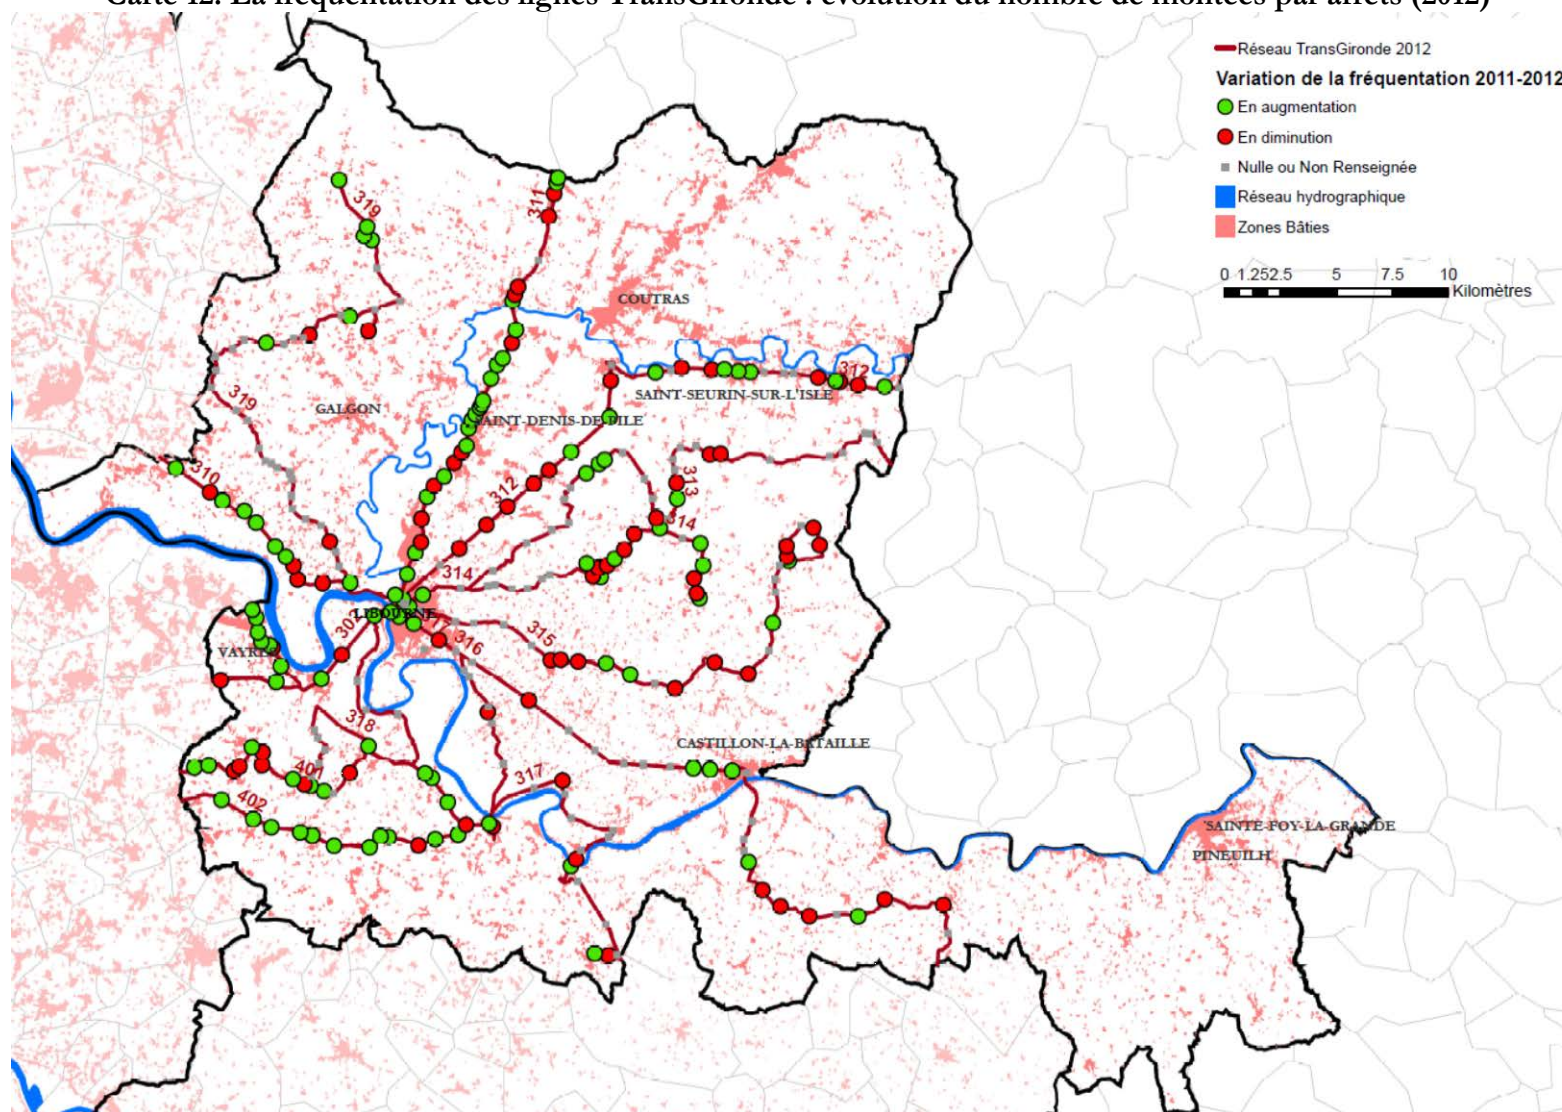 Carte 12: La fréquentation des lignes TransGironde : évolution du nombre de montées par arrêts (2012)
Réseau TransGironde 2012
Variation de la fréquentation 2011-2012
En augmentation
En diminution
Nulle ou Non Renseignée
Réseau hydrographique
Zones Bâties
0 1.25 2.5 5 7.5 10
Kilomètres
319
311
COUTRAS
312
SAINT-SEURIN-SUR-L'ISLE
319
GALGON
SAINT-DENIS-DE-PILE
310
312
313
314
314
LIBOURNE
315
316
VAYRES
318
CASTILLON-LA-BATAILLE
401
317
402
SAINTE-FOY-LA-GRANDE
PINEUILH